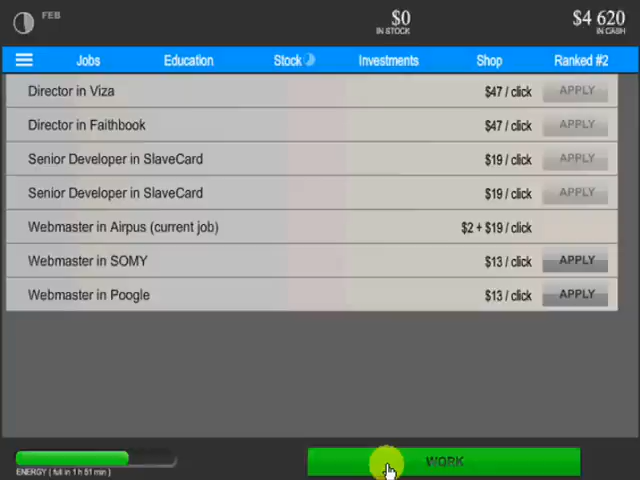 FEB
$0
IN STOCK
$4 620
IN CASH
Jobs Education Stock Investments Shop Ranked #2
Director in Viza $47 / click APPLY
Director in Faithbook $47 / click APPLY
Senior Developer in SlaveCard $19 / click APPLY
Senior Developer in SlaveCard $19 / click APPLY
Webmaster in Airpus (current job) $2 + $19 / click
Webmaster in SOMY $13 / click APPLY
Webmaster in Poogle $13 / click APPLY
WORK
ENERGY ( full in 1 h 51 min )